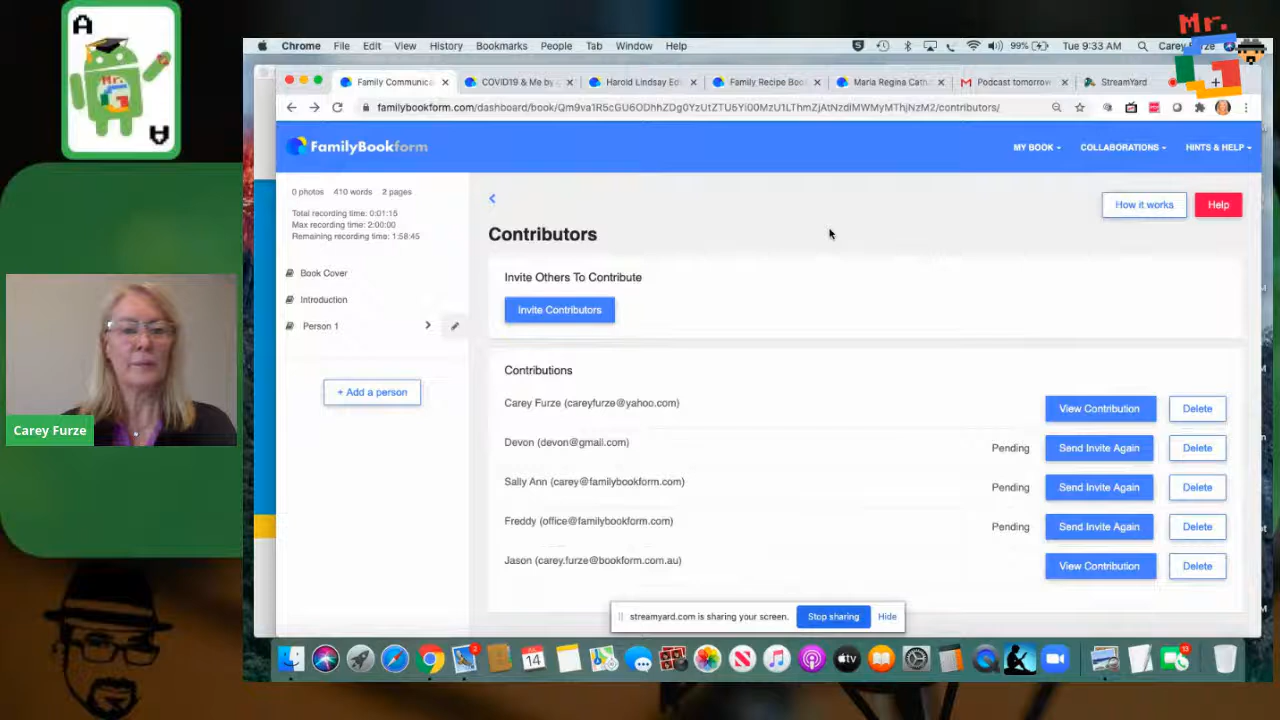 A
Mr.
G
A
Mr.
Chrome File Edit View History Bookmarks People Tab Window Help
99% Tue 9:33 AM Carey Furze
Family Communic
COVID19 & Me by
Harold Lindsay Ed
Family Recipe Boo
Maria Regina Cath
Podcast tomorrow
StreamYard
FamilyBookform
MY BOOK COLLABORATIONS HINTS & HELP
0 photos 410 words 2 pages
Total recording time: 0:01:15
Max recording time: 2:00:00
Remaining recording time: 1:58:45
Book Cover
Introduction
Person 1
+ Add a person
How it works Help
Contributors
Invite Others To Contribute
Invite Contributors
Contributions
Carey Furze (careyfurze@yahoo.com) View Contribution Delete
Devon (devon@gmail.com) Pending Send Invite Again Delete
Sally Ann (carey@familybookform.com) Pending Send Invite Again Delete
Freddy (office@familybookform.com) Pending Send Invite Again Delete
Jason (carey.furze@bookform.com.au) View Contribution Delete
streamyard.com is sharing your screen. Stop sharing Hide
Carey Furze
14
tv